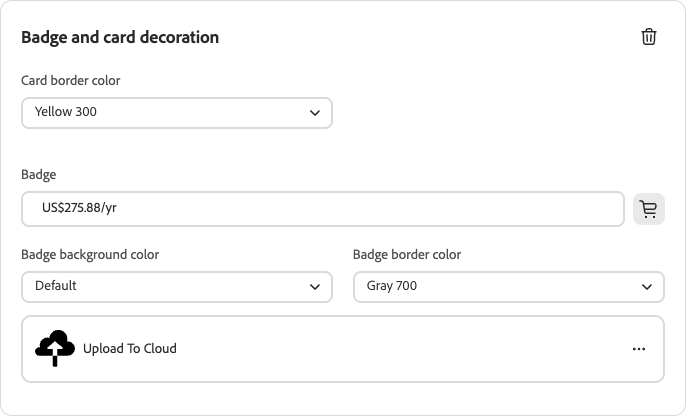 Badge and card decoration
Card border color
Yellow 300
Badge
US$275.88/yr
Badge background color
Badge border color
Default
Gray 700
Upload To Cloud